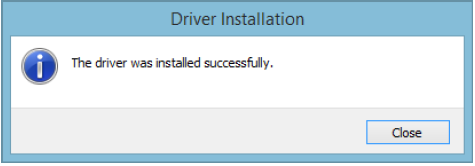 Driver Installation
The driver was installed successfully.
Close